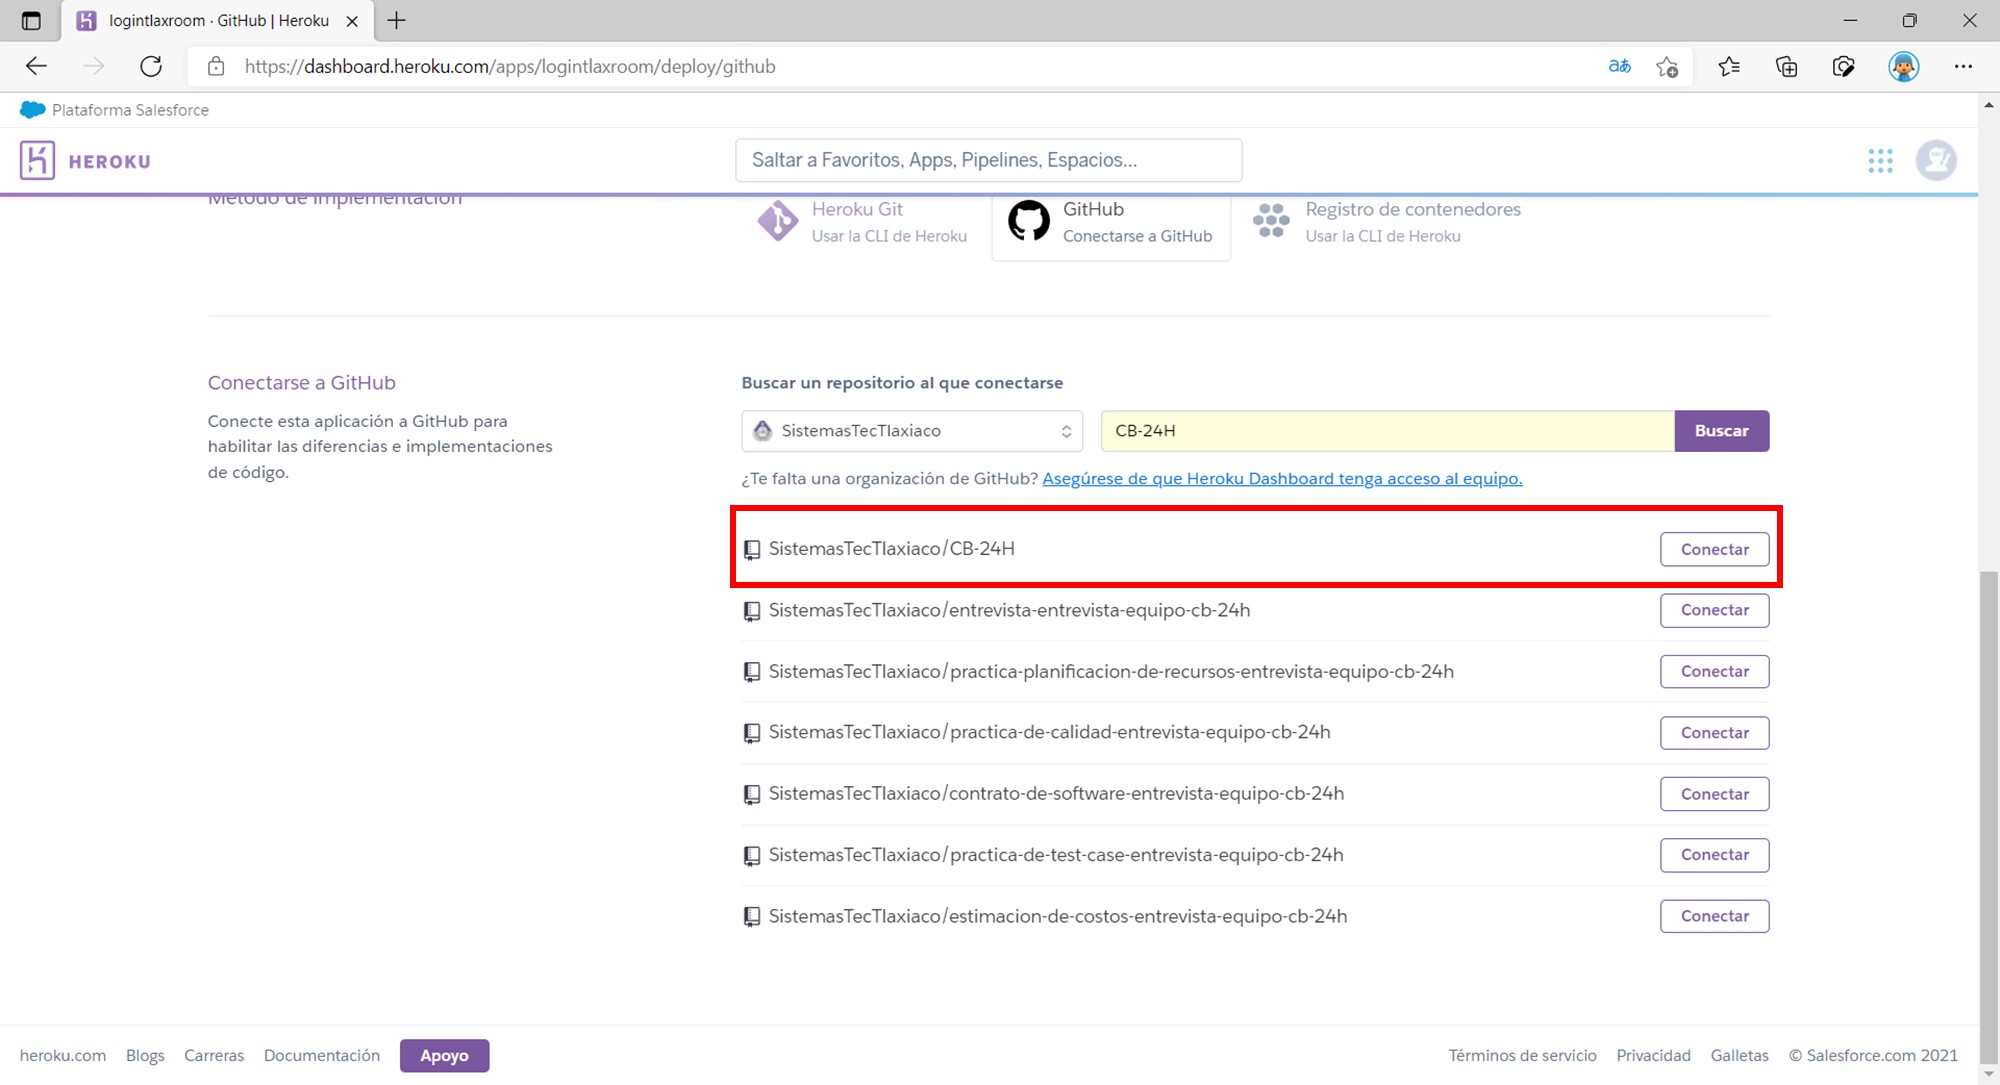 logintlaxroom · GitHub | Heroku
https://dashboard.heroku.com/apps/logintlaxroom/deploy/github
aあ
Plataforma Salesforce
HEROKU
Saltar a Favoritos, Apps, Pipelines, Espacios...
Método de implementación
Heroku Git
Usar la CLI de Heroku
GitHub
Conectarse a GitHub
Registro de contenedores
Usar la CLI de Heroku
Conectarse a GitHub
Conecte esta aplicación a GitHub para
habilitar las diferencias e implementaciones
de código.
Buscar un repositorio al que conectarse
SistemasTecTlaxiaco
CB-24H
Buscar
¿Te falta una organización de GitHub? Asegúrese de que Heroku Dashboard tenga acceso al equipo.
SistemasTecTlaxiaco/CB-24H Conectar
SistemasTecTlaxiaco/entrevista-entrevista-equipo-cb-24h Conectar
SistemasTecTlaxiaco/practica-planificacion-de-recursos-entrevista-equipo-cb-24h Conectar
SistemasTecTlaxiaco/practica-de-calidad-entrevista-equipo-cb-24h Conectar
SistemasTecTlaxiaco/contrato-de-software-entrevista-equipo-cb-24h Conectar
SistemasTecTlaxiaco/practica-de-test-case-entrevista-equipo-cb-24h Conectar
SistemasTecTlaxiaco/estimacion-de-costos-entrevista-equipo-cb-24h Conectar
heroku.com Blogs Carreras Documentación Apoyo Términos de servicio Privacidad Galletas © Salesforce.com 2021